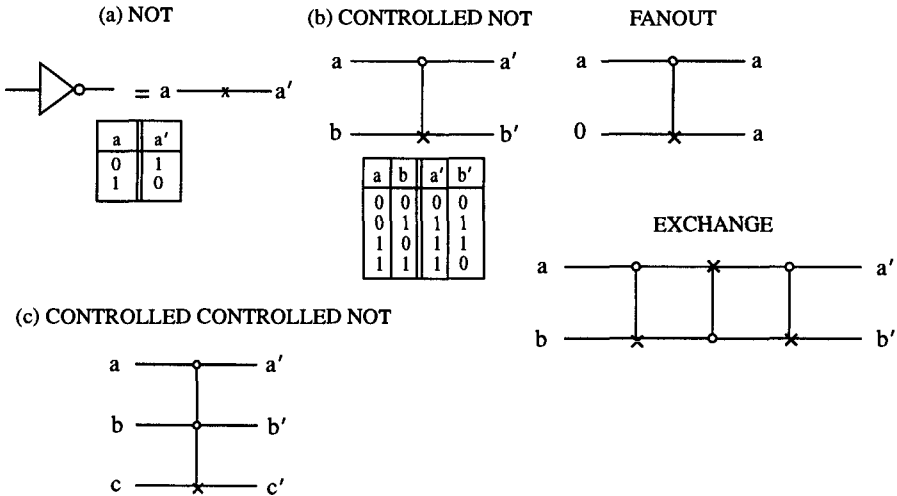 (a) NOT
= a a′
a a′
0 1
1 0
(b) CONTROLLED NOT
a a′
b b′
a b a′ b′
0 0 0 0
0 1 1 1
1 0 1 1
1 1 1 0
FANOUT
a a
0 a
EXCHANGE
a a′
b b′
(c) CONTROLLED CONTROLLED NOT
a a′
b b′
c c′